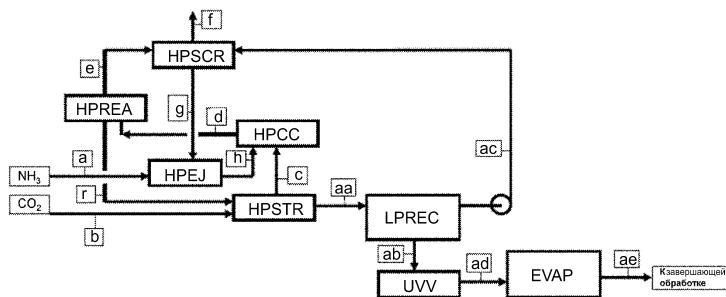 f
HPSCR
e
HPREA
g
d
HPCC
ac
a
h
NH₃
HPEJ
c
r
aa
CO₂
HPSTR
LPREC
b
ab
ad
EVAP
ae
К завершающей
обработке
UVV